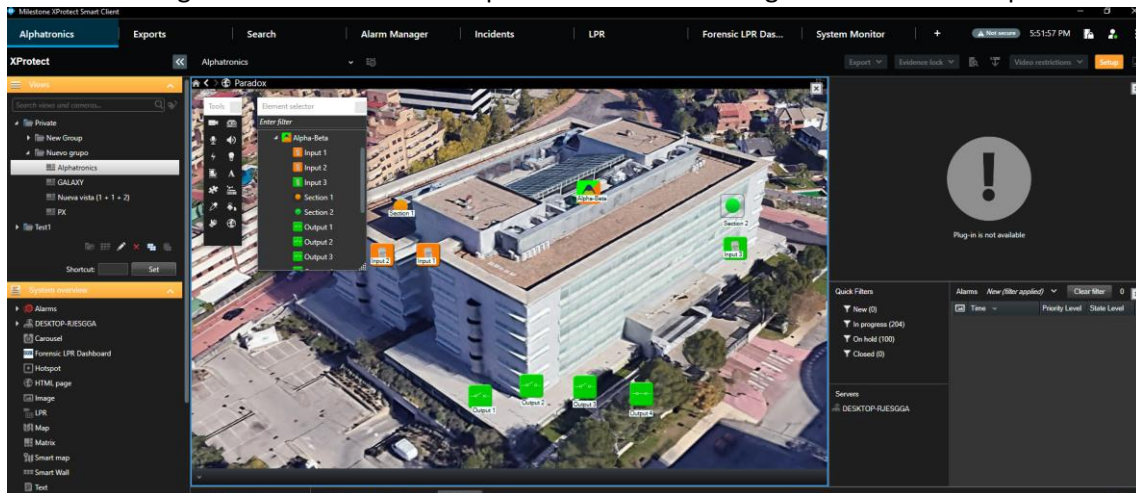 Milestone XProtect Smart Client
Alphatronics
Exports
Search
Alarm Manager
Incidents
LPR
Forensic LPR Das...
System Monitor
+
Not secure
5:51:57 PM
XProtect
Alphatronics
Export
Evidence lock
Video restrictions
Setup
Views
Search views and cameras...
Private
New Group
Nuevo grupo
Alphatronics
GALAXY
Nueva vista (1 + 1 + 2)
PX
Test1
Shortcut:
Set
System overview
Alarms
DESKTOP-RJESGGA
Carousel
Forensic LPR Dashboard
Hotspot
HTML page
Image
LPR
Map
Matrix
Smart map
Smart Wall
Text
Paradox
Tools
Element selector
Enter filter
Alpha-Beta
Input 1
Input 2
Input 3
Section 1
Section 2
Output 1
Output 2
Output 3
Alpha-Beta
Section 1
Section 2
Input 2
Input 1
Input 3
Output 1
Output 2
Output 3
Output 4
Plug-in is not available
Quick Filters
New (0)
In progress (204)
On hold (100)
Closed (0)
Servers
DESKTOP-RJESGGA
Alarms
New (filter applied)
Clear filter
0
Time
Priority Level
State Level